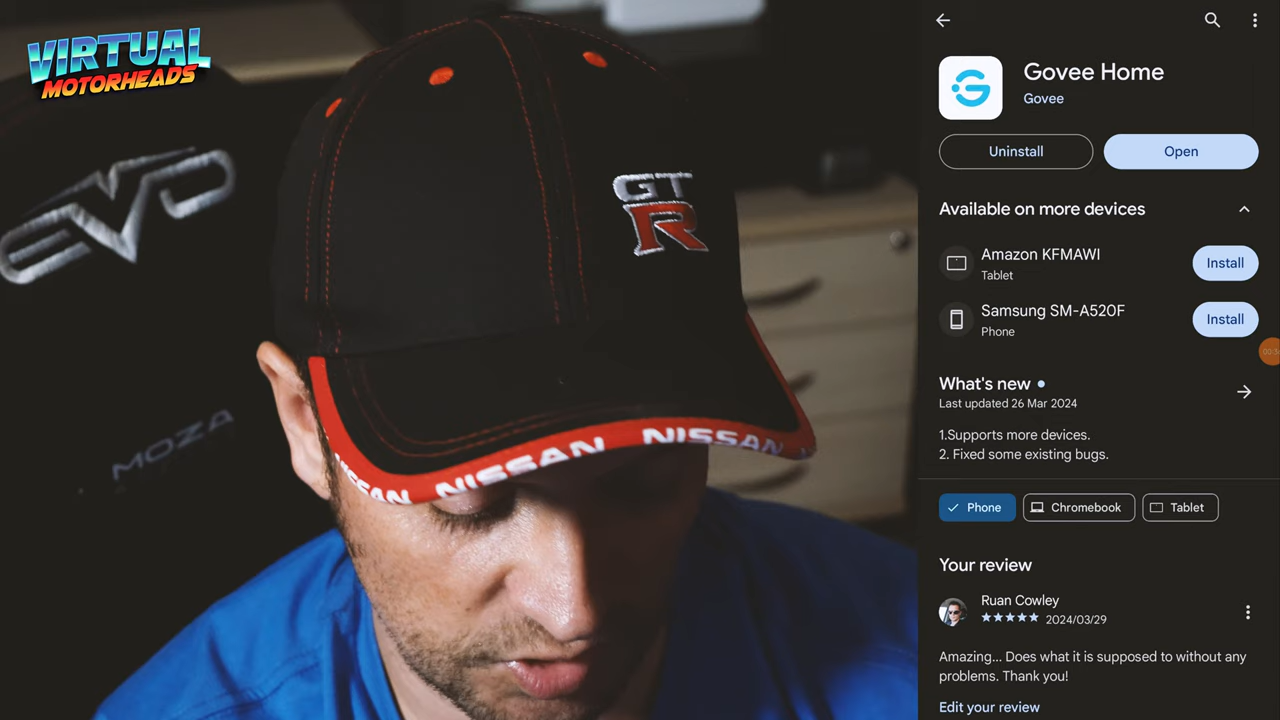 VIRTUAL
MOTORHEADS
EVO
MOZA
GT
R
NISSAN NISSAN NISSAN
Govee Home
Govee
Uninstall
Open
Available on more devices
Amazon KFMAWI
Tablet
Install
Samsung SM-A520F
Phone
Install
What's new
Last updated 26 Mar 2024
1.Supports more devices.
2. Fixed some existing bugs.
Phone
Chromebook
Tablet
Your review
Ruan Cowley
2024/03/29
Amazing... Does what it is supposed to without any
problems. Thank you!
Edit your review